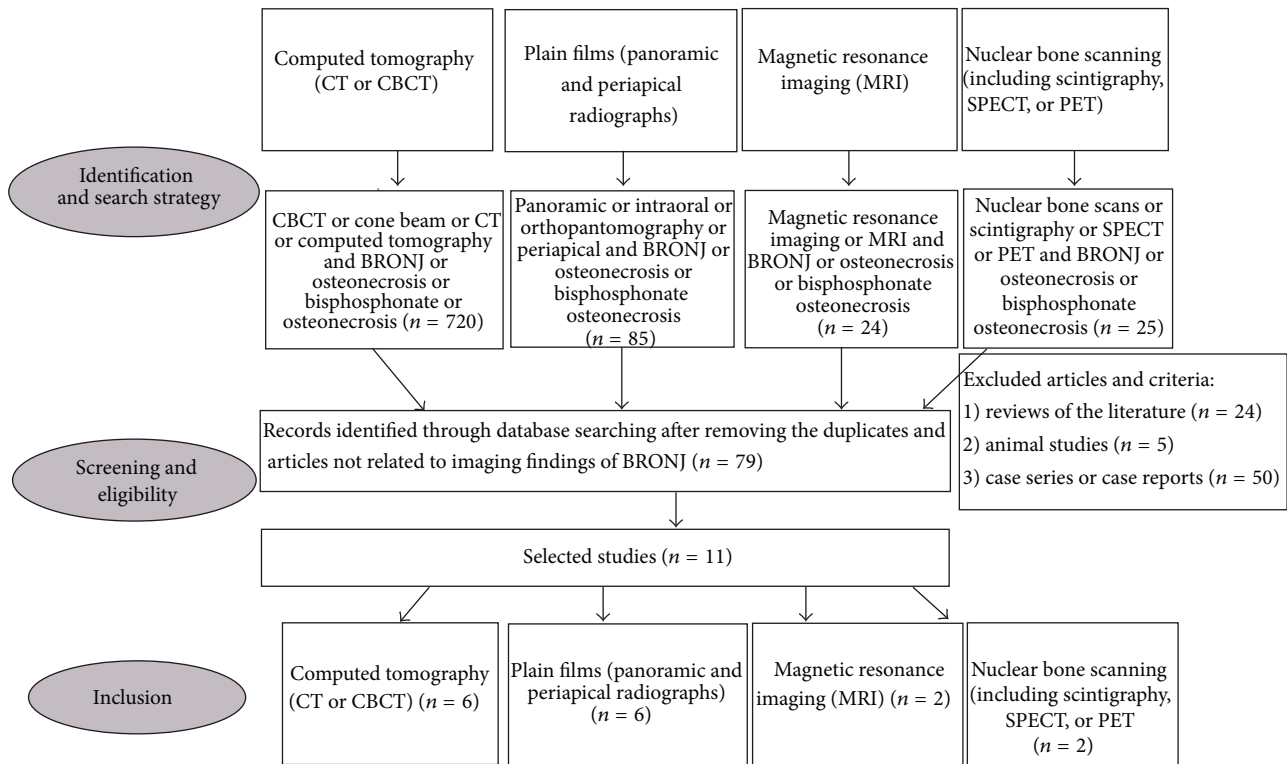 Computed tomography
(CT or CBCT)
Plain films (panoramic
and periapical
radiographs)
Magnetic resonance
imaging (MRI)
Nuclear bone scanning
(including scintigraphy,
SPECT, or PET)
Identification
and search strategy
CBCT or cone beam or CT
or computed tomography
and BRONJ or
osteonecrosis or
bisphosphonate or
osteonecrosis (n = 720)
Panoramic or intraoral or
orthopantomography or
periapical and BRONJ or
osteonecrosis or
bisphosphonate
osteonecrosis
(n = 85)
Magnetic resonance
imaging or MRI and
BRONJ or osteonecrosis
or bisphosphonate
osteonecrosis
(n = 24)
Nuclear bone scans or
scintigraphy or SPECT
or PET and BRONJ or
osteonecrosis or
bisphosphonate
osteonecrosis (n = 25)
Excluded articles and criteria:
1) reviews of the literature (n = 24)
2) animal studies (n = 5)
3) case series or case reports (n = 50)
Screening and
eligibility
Records identified through database searching after removing the duplicates and
articles not related to imaging findings of BRONJ (n = 79)
Selected studies (n = 11)
Inclusion
Computed tomography
(CT or CBCT) (n = 6)
Plain films (panoramic and
periapical radiographs)
(n = 6)
Magnetic resonance
imaging (MRI) (n = 2)
Nuclear bone scanning
(including scintigraphy,
SPECT, or PET
(n = 2)